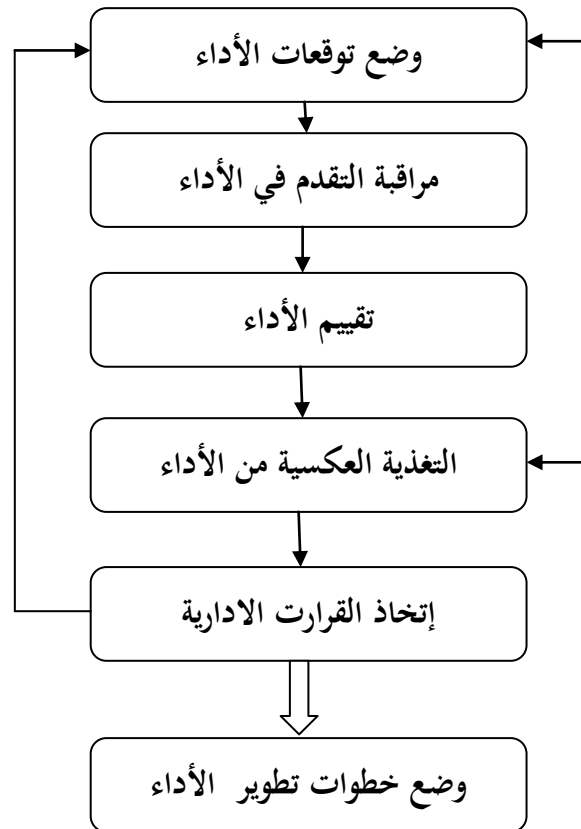 وضع توقعات الأداء
مراقبة التقدم في الأداء
تقييم الأداء
التغذية العكسية من الأداء
إتخاذ القرارت الادارية
وضع خطوات تطوير الأداء